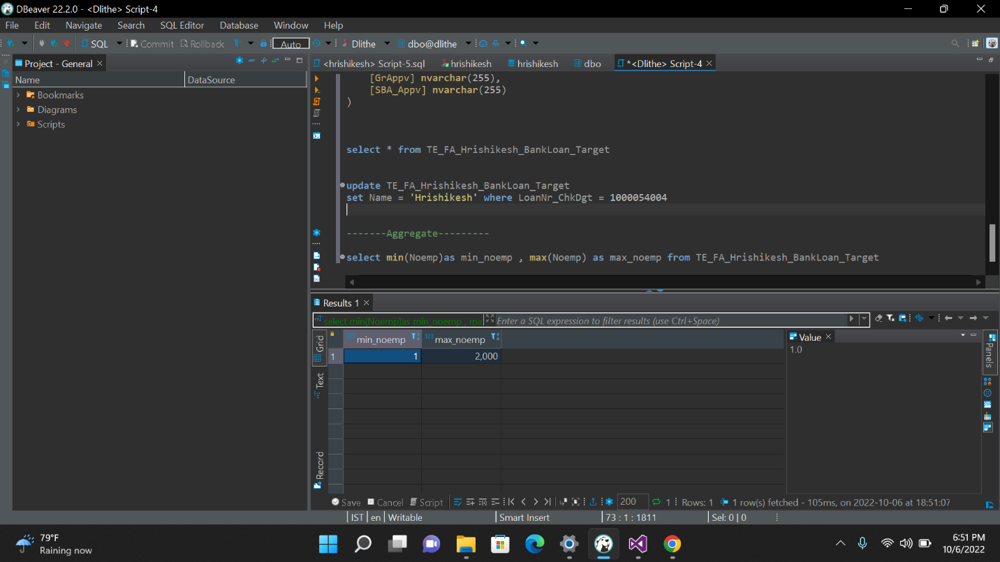 DBeaver 22.2.0 - <Dlithe> Script-4
File Edit Navigate Search SQL Editor Database Window Help
SQL Commit Rollback Auto Dlithe dbo@dlithe
Project - General
<hrishikesh> Script-5.sql hrishikesh hrishikesh dbo *<Dlithe> Script-4
Name DataSource
Bookmarks
Diagrams
Scripts
[GrAppv] nvarchar(255),
[SBA_Appv] nvarchar(255)
)
select * from TE_FA_Hrishikesh_BankLoan_Target
update TE_FA_Hrishikesh_BankLoan_Target
set Name = 'Hrishikesh' where LoanNr_ChkDgt = 1000054004
-------Aggregate---------
select min(Noemp)as min_noemp , max(Noemp) as max_noemp from TE_FA_Hrishikesh_BankLoan_Target
Results 1
select min(Noemp)as min_noemp , ma Enter a SQL expression to filter results (use Ctrl+Space)
Grid
Text
Record
123 min_noemp 123 max_noemp
1 1 2,000
Value
1.0
Panels
Save Cancel Script 200 1 Rows: 1 1 row(s) fetched - 105ms, on 2022-10-06 at 18:51:07
IST en Writable Smart Insert 73 : 1 : 1811 Sel: 0 | 0
79°F
Raining now
6:51 PM
10/6/2022